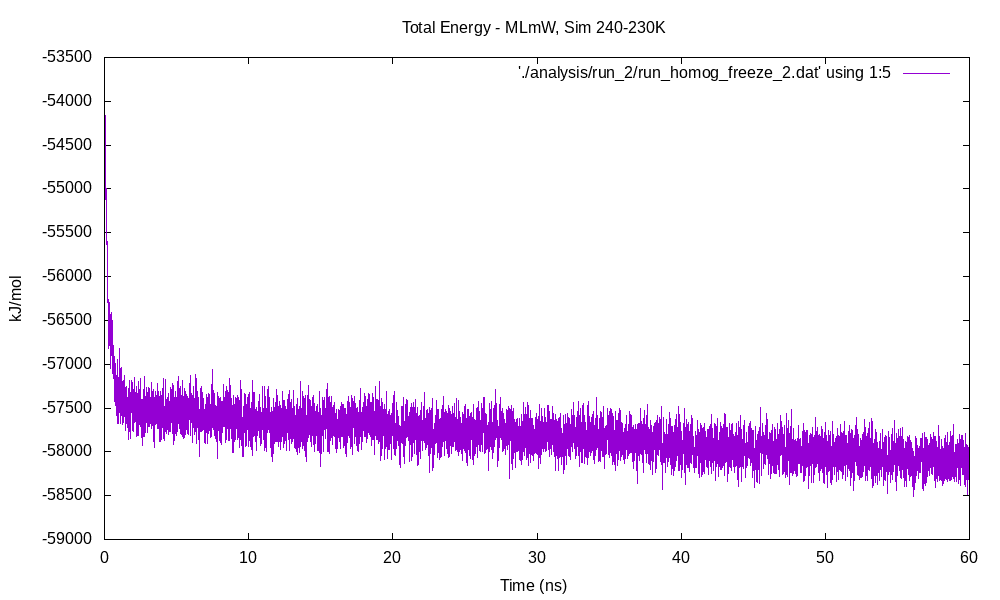 Total Energy - MLmW, Sim 240-230K
'./analysis/run_2/run_homog_freeze_2.dat' using 1:5
-53500
-54000
-54500
-55000
-55500
-56000
-56500
-57000
-57500
-58000
-58500
-59000
kJ/mol
0 10 20 30 40 50 60
Time (ns)